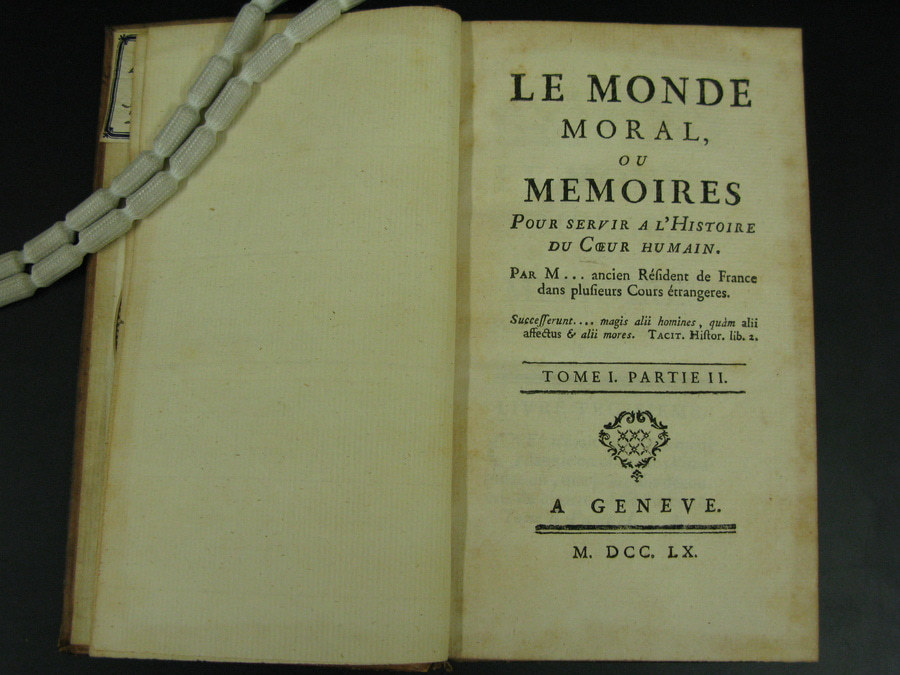 LE MONDE
MORAL,
OU
MEMOIRES
POUR SERVIR A L'HISTOIRE
DU CŒUR HUMAIN.
PAR M... ancien Réſident de France
dans pluſieurs Cours étrangeres.
Succeſſerunt.... magis alii homines, quàm alii
affectus & alii mores. TACIT. Hiſtor. lib. 2.
TOME I. PARTIE II.
A GENEVE.
M. DCC. LX.